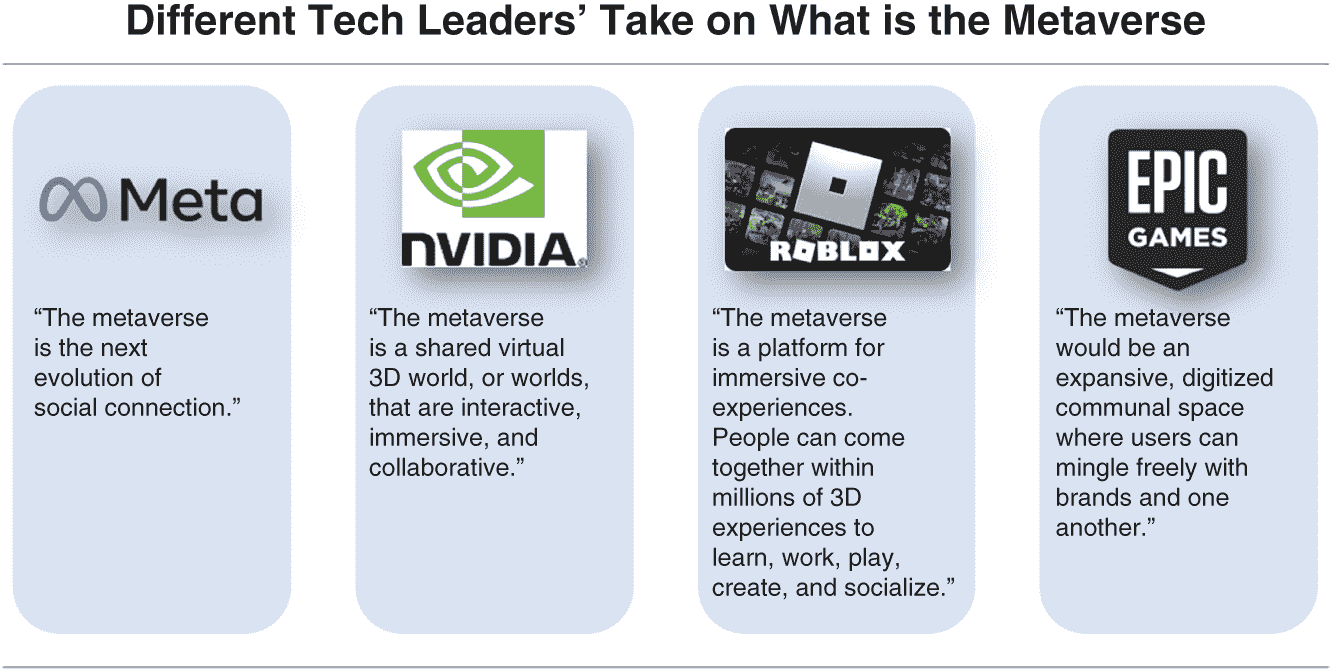 Different Tech Leaders’ Take on What is the Metaverse
Meta
“The metaverse
is the next
evolution of
social connection.”
nVIDIA®
“The metaverse
is a shared virtual
3D world, or worlds,
that are interactive,
immersive, and
collaborative.”
ROBLOX
“The metaverse
is a platform for
immersive co-
experiences.
People can come
together within
millions of 3D
experiences to
learn, work, play,
create, and socialize.”
EPIC
GAMES
“The metaverse
would be an
expansive, digitized
communal space
where users can
mingle freely with
brands and one
another.”